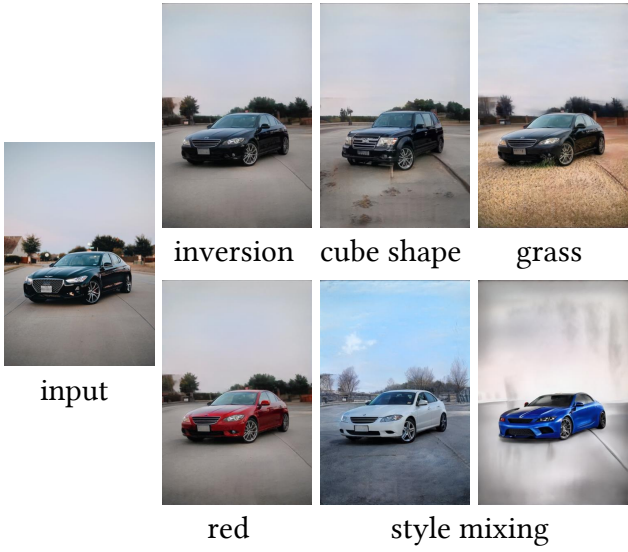 inversion
cube shape
grass
input
red
style mixing